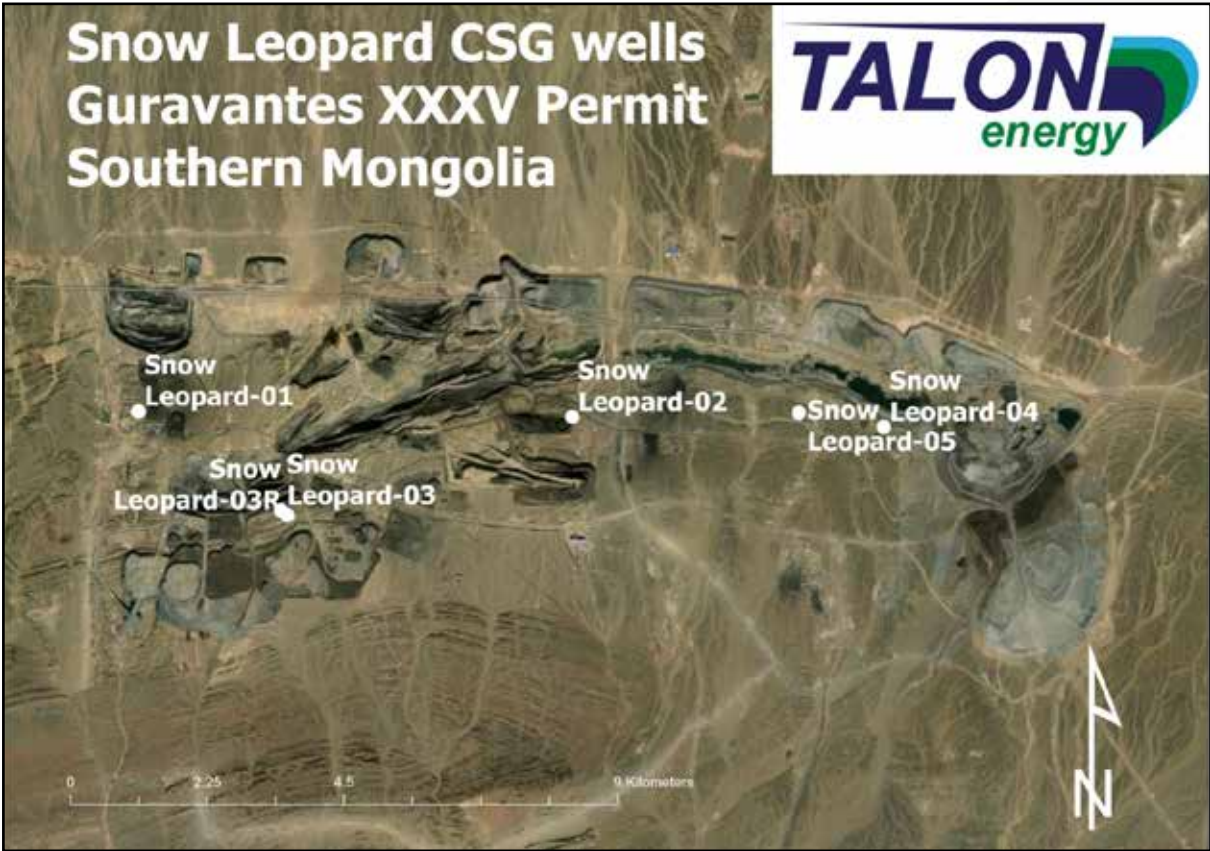 Snow Leopard CSG wells
Guravantes XXXV Permit
Southern Mongolia
TALON
energy
Snow
Leopard-01
Snow
Leopard-02
Snow
Leopard-04
Snow
Leopard-05
Snow
Leopard-03R
Snow
Leopard-03
0 2.25 4.5 9 Kilometers
N